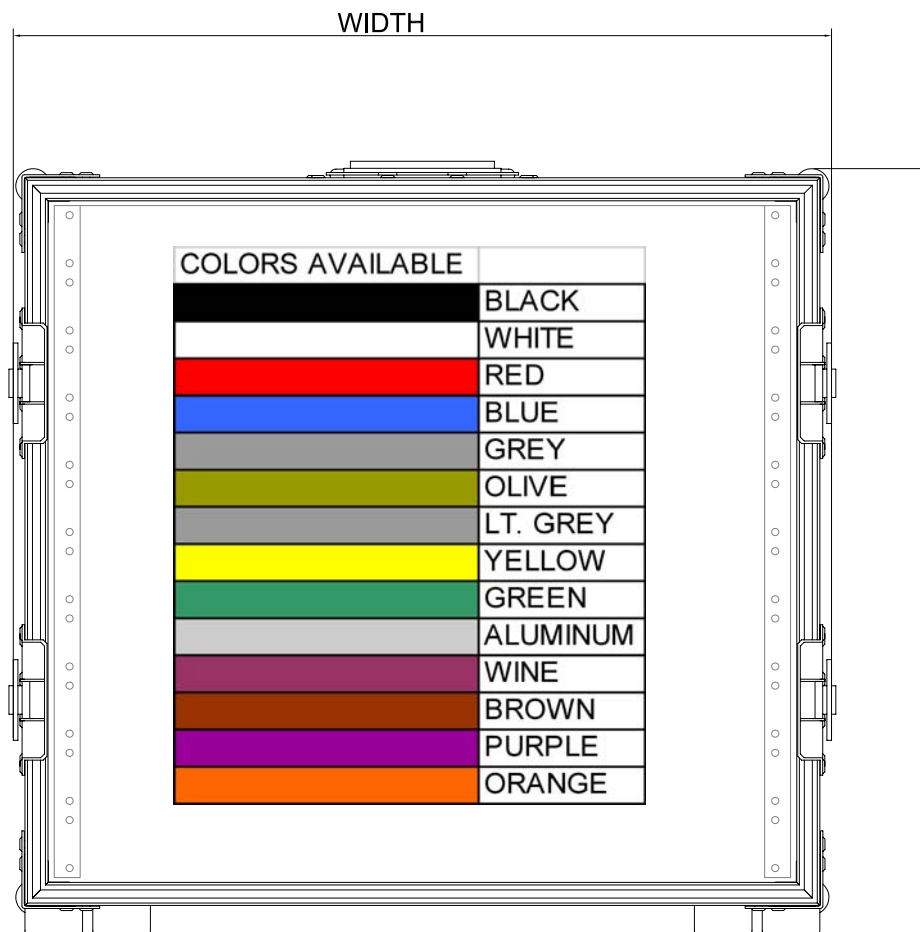 WIDTH
COLORS AVAILABLE
BLACK
WHITE
RED
BLUE
GREY
OLIVE
LT. GREY
YELLOW
GREEN
ALUMINUM
WINE
BROWN
PURPLE
ORANGE